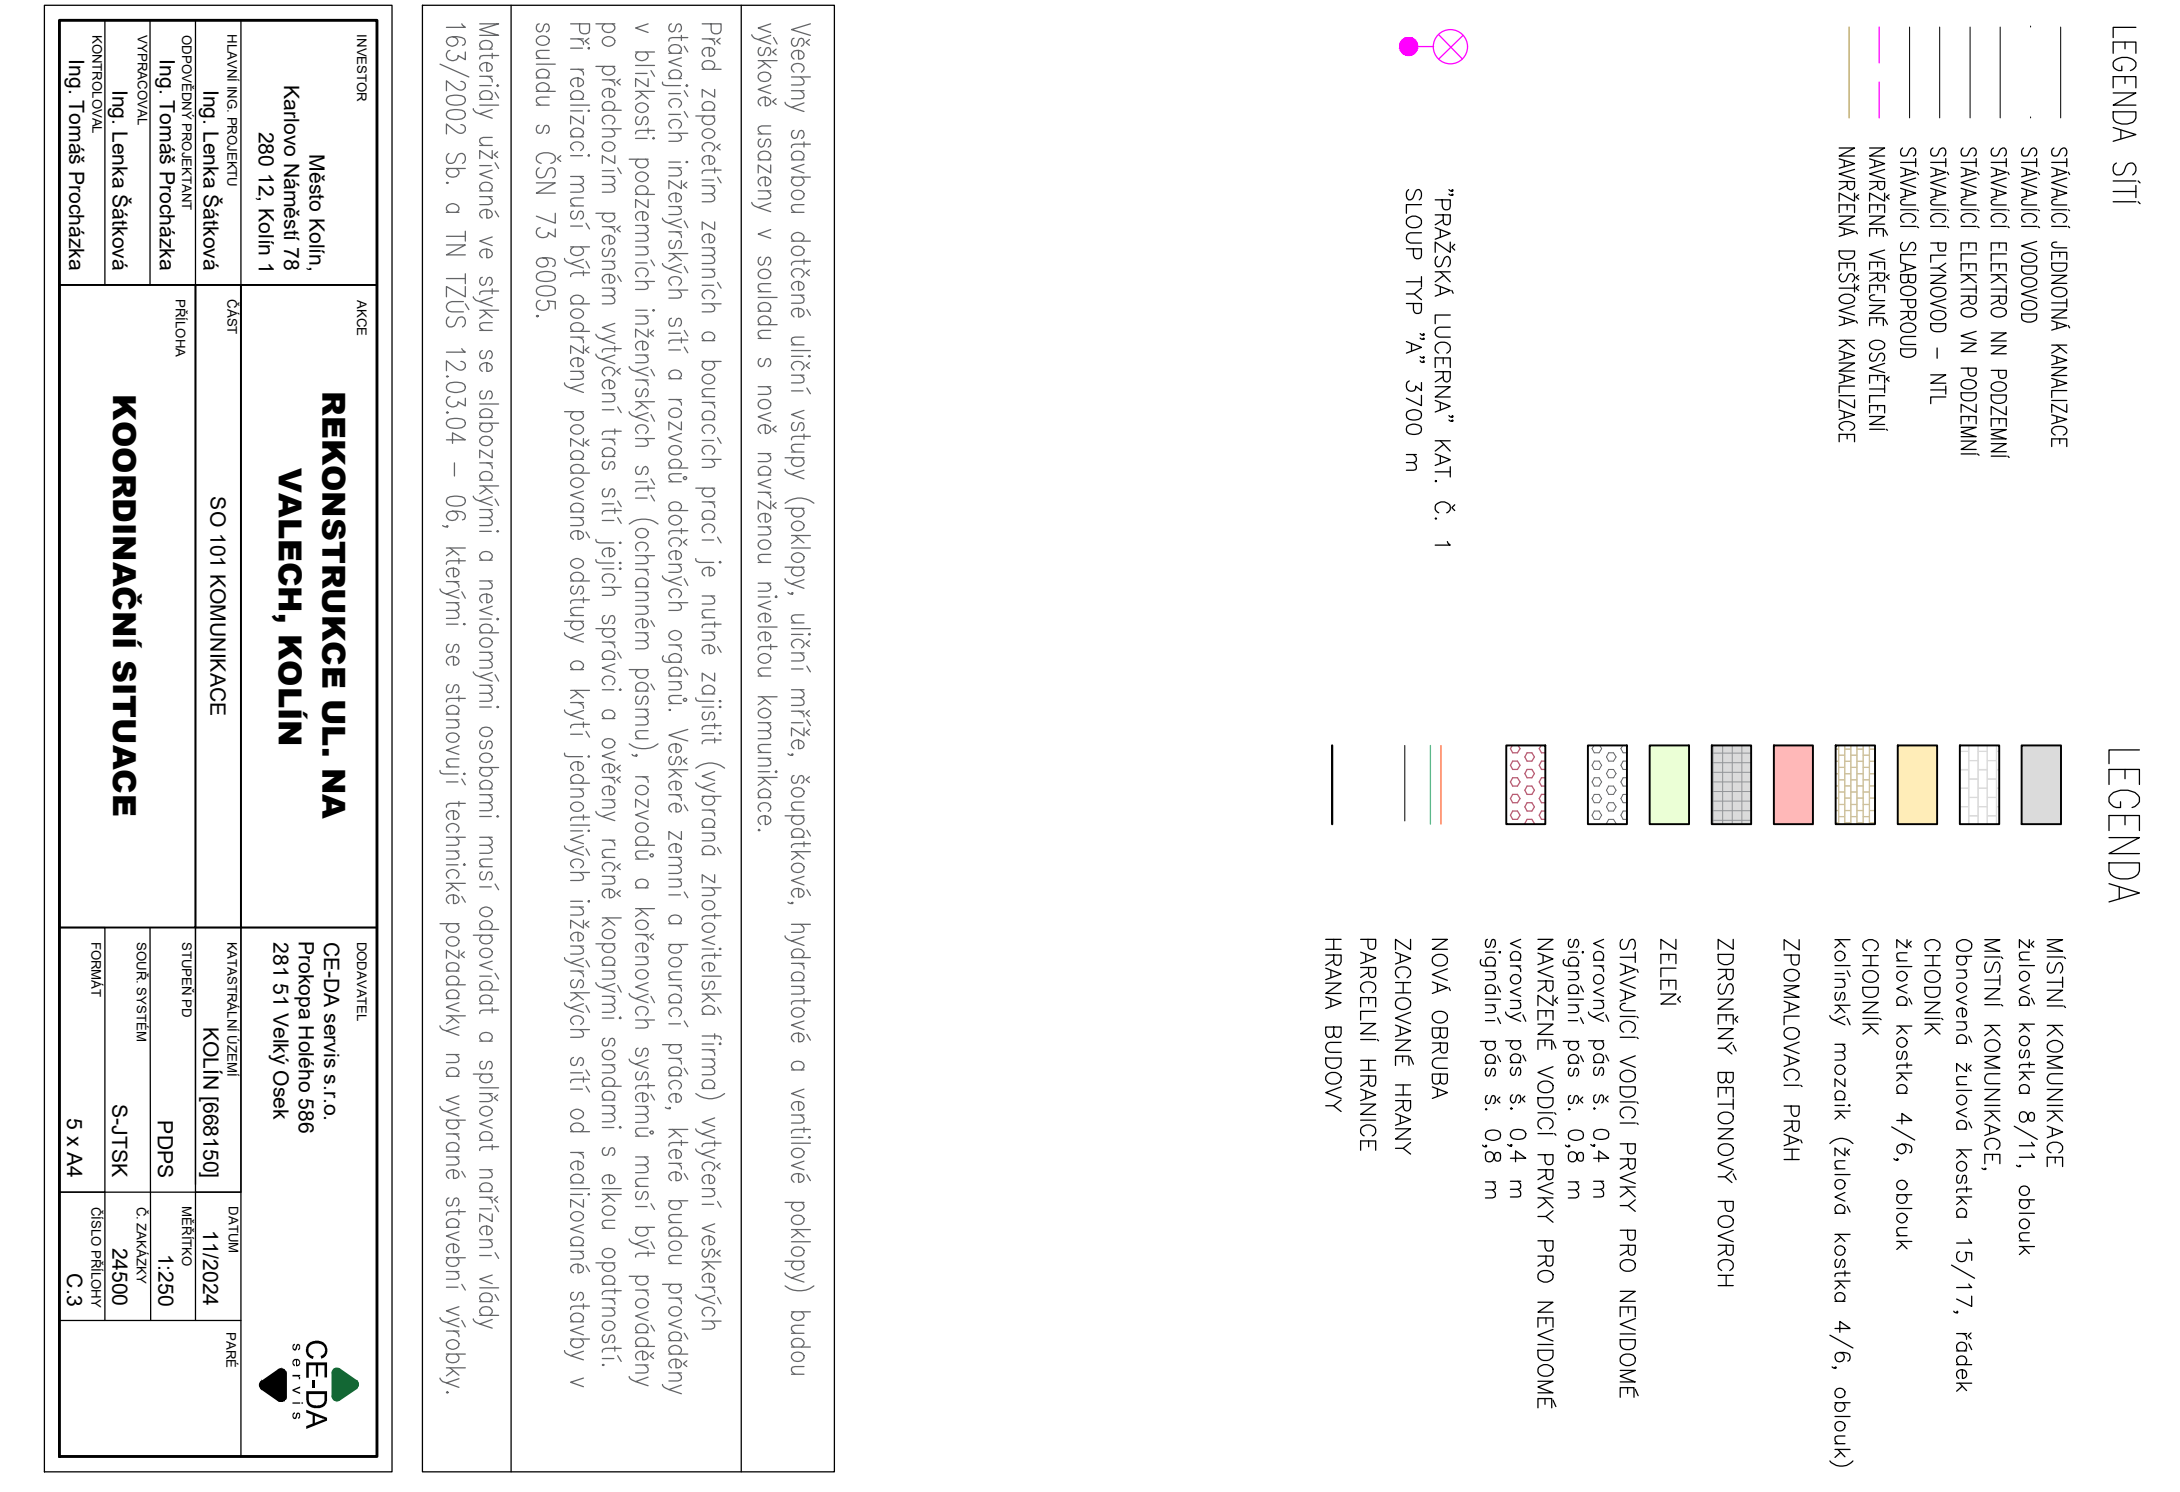 LEGENDA SÍTÍ
STÁVAJÍCÍ JEDNOTNÁ KANALIZACE
STÁVAJÍCÍ VODOVOD
STÁVAJÍCÍ ELEKTRO NN PODZEMNÍ
STÁVAJÍCÍ ELEKTRO VN PODZEMNÍ
STÁVAJÍCÍ PLYNOVOD – NTL
STÁVAJÍCÍ SLABOPROUD
NAVRŽENÉ VEŘEJNÉ OSVĚTLENÍ
NAVRŽENÁ DEŠŤOVÁ KANALIZACE
"PRAŽSKÁ LUCERNA" KAT. Č. 1
SLOUP TYP "A" 3700 m
LEGENDA
MÍSTNÍ KOMUNIKACE
žulová kostka 8/11, oblouk
MÍSTNÍ KOMUNIKACE,
Obnovená žulová kostka 15/17, řádek
CHODNÍK
žulová kostka 4/6, oblouk
CHODNÍK
kolínský mozaik (žulová kostka 4/6, oblouk)
ZPOMALOVACÍ PRÁH
ZDRSNĚNÝ BETONOVÝ POVRCH
ZELEŇ
STÁVAJÍCÍ VODÍCÍ PRVKY PRO NEVIDOMÉ
varovný pás š. 0,4 m
signální pás š. 0,8 m
NAVRŽENÉ VODÍCÍ PRVKY PRO NEVIDOMÉ
varovný pás š. 0,4 m
signální pás š. 0,8 m
NOVÁ OBRUBA
ZACHOVANÉ HRANY
PARCELNÍ HRANICE
HRANA BUDOVY
Všechny stavbou dotčené uliční vstupy (poklopy, uliční mříže, šoupátkové, hydrantové a ventilové poklopy) budou
výškově usazeny v souladu s nově navrženou niveletou komunikace.
Před započetím zemních a bouracích prací je nutné zajistit (vybraná zhotovitelská firma) vytyčení veškerých
stávajících inženýrských sítí a rozvodů dotčených orgánů. Veškeré zemní a bourací práce, které budou prováděny
v blízkosti podzemních inženýrských sítí (ochranném pásmu), rozvodů a kořenových systémů musí být prováděny
po předchozím přesném vytyčení tras sítí jejich správci a ověřeny ručně kopanými sondami s elkou opatrností.
Při realizaci musí být dodrženy požadované odstupy a krytí jednotlivých inženýrských sítí od realizované stavby v
souladu s ČSN 73 6005.
Materiály užívané ve styku se slabozrakými a nevidomými osobami musí odpovídat a splňovat nařízení vlády
163/2002 Sb. a TN TZÚS 12.03.04 – 06, kterými se stanovují technické požadavky na vybrané stavební výrobky.
INVESTOR
Město Kolín,
Karlovo Náměstí 78
280 12, Kolín 1
AKCE
REKONSTRUKCE UL. NA
VALECH, KOLÍN
DODAVATEL
CE-DA servis s.r.o.
Prokopa Holého 586
281 51 Velký Osek
CE-DA
servis
HLAVNÍ ING. PROJEKTU
Ing. Lenka Šátková
ČÁST
SO 101 KOMUNIKACE
KATASTRÁLNÍ ÚZEMÍ
KOLÍN [668150]
DATUM
11/2024
PARÉ
ODPOVĚDNÝ PROJEKTANT
Ing. Tomáš Procházka
PŘÍLOHA
KOORDINAČNÍ SITUACE
STUPEŇ PD
PDPS
MĚŘÍTKO
1:250
VYPRACOVAL
Ing. Lenka Šátková
SOUŘ. SYSTÉM
S-JTSK
Č. ZAKÁZKY
24500
KONTROLOVAL
Ing. Tomáš Procházka
FORMÁT
5 x A4
ČÍSLO PŘÍLOHY
C.3